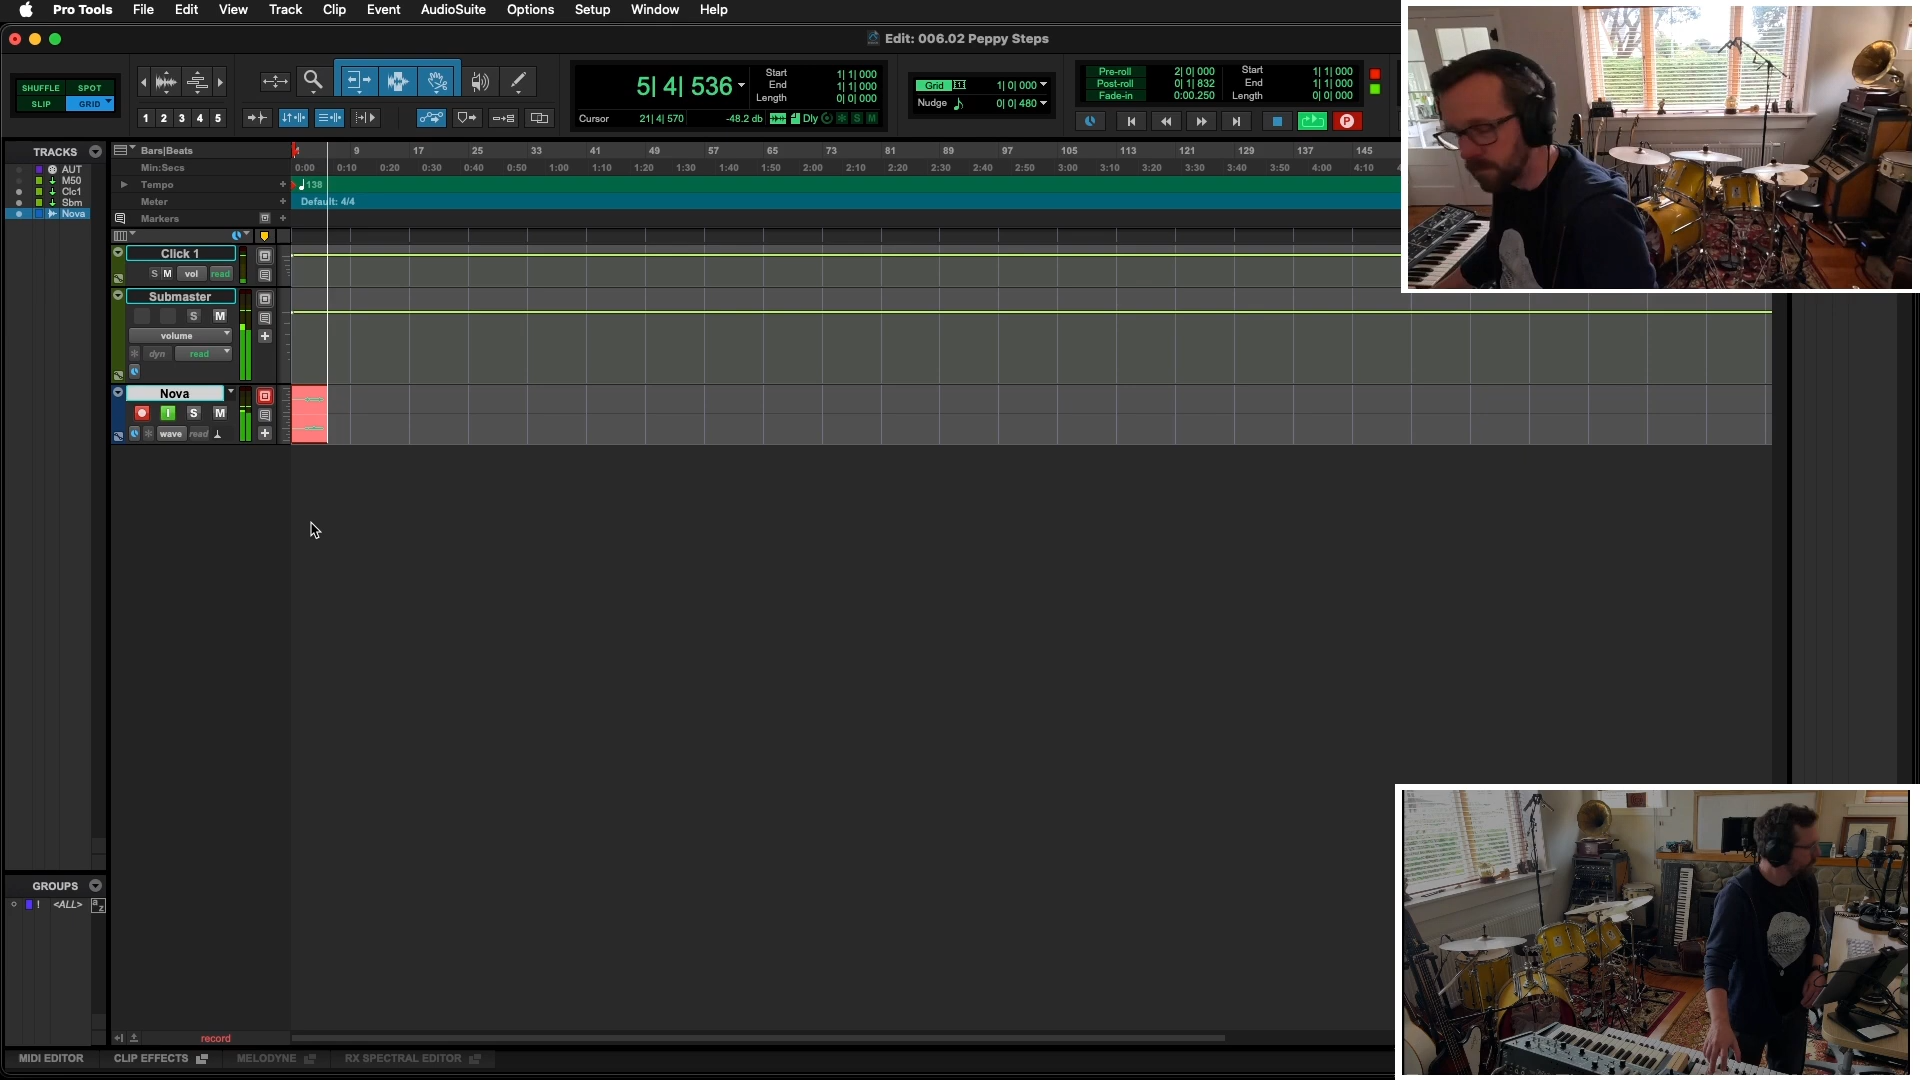 Pro Tools File Edit View Track Clip Event AudioSuite Options Setup Window Help
Edit: 006.02 Peppy Steps
SHUFFLE SPOT
SLIP GRID
1 2 3 4 5
5| 4| 536
Start 1| 1| 000
End 1| 1| 000
Length 0| 0| 000
Cursor 21| 4| 570 -48.2 db Dly S M
Grid 1| 0| 000
Nudge 0| 0| 480
Pre-roll 2| 0| 000
Post-roll 0| 1| 832
Fade-in 0:00.250
Start 1| 1| 000
End 1| 1| 000
Length 0| 0| 000
P
TRACKS
AUT
M50
Clc1
Sbm
Nova
Bars|Beats 9 17 25 33 41 49 57 65 73 81 89 97 105 113 121 129 137 145
Min:Secs 0:00 0:10 0:20 0:30 0:40 0:50 1:00 1:10 1:20 1:30 1:40 1:50 2:00 2:10 2:20 2:30 2:40 2:50 3:00 3:10 3:20 3:30 3:40 3:50 4:00 4:10
Tempo 138
Meter Default: 4/4
Markers
Click 1
S M vol read
Submaster
S M
volume
dyn read
Nova
I S M
wave read
GROUPS
! <ALL> a z
record
MIDI EDITOR CLIP EFFECTS MELODYNE RX SPECTRAL EDITOR